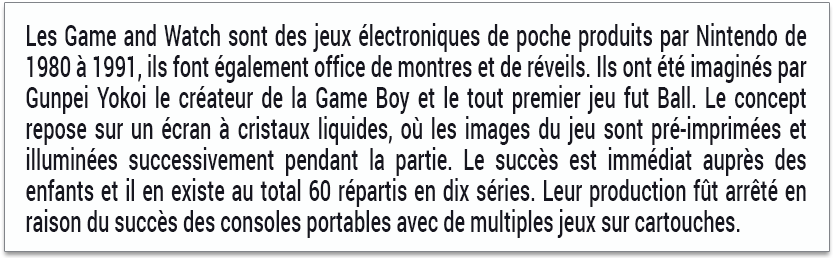 Les Game and Watch sont des jeux électroniques de poche produits par Nintendo de
1980 à 1991, ils font également office de montres et de réveils. Ils ont été imaginés par
Gunpei Yokoi le créateur de la Game Boy et le tout premier jeu fut Ball. Le concept
repose sur un écran à cristaux liquides, où les images du jeu sont pré-imprimées et
illuminées successivement pendant la partie. Le succès est immédiat auprès des
enfants et il en existe au total 60 répartis en dix séries. Leur production fût arrêté en
raison du succès des consoles portables avec de multiples jeux sur cartouches.